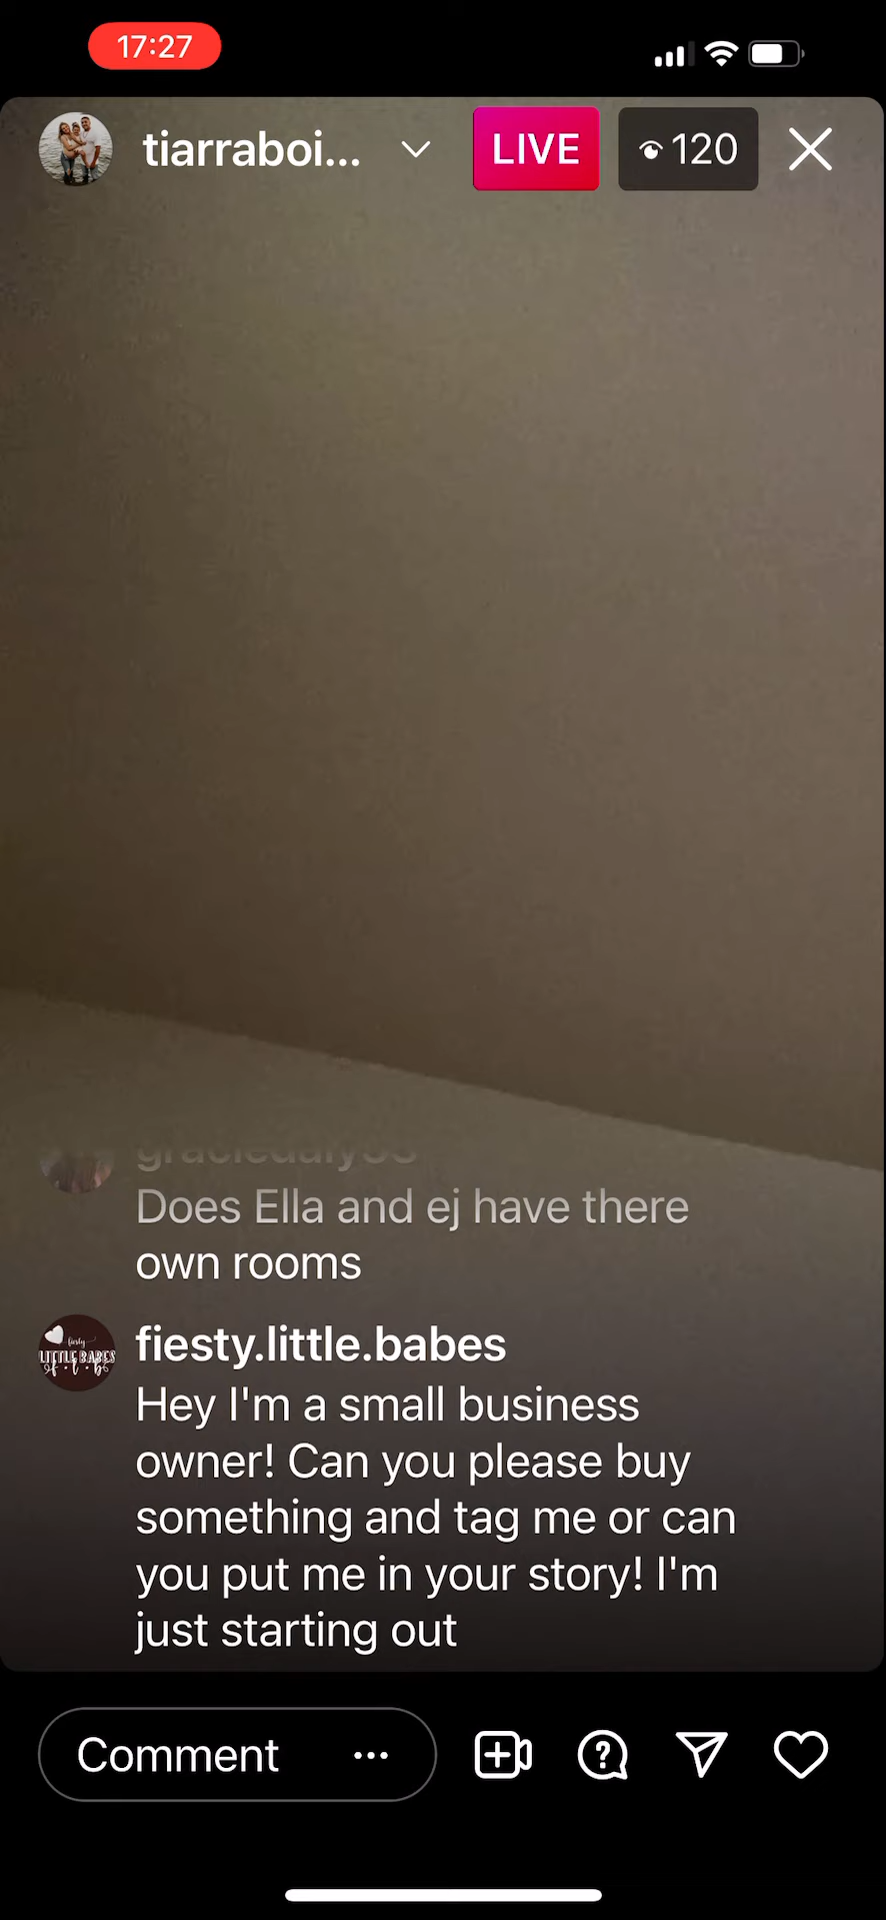 17:27
tiarraboi...
LIVE
120
Does Ella and ej have there
own rooms
fiesty.little.babes
LITTLE BABES
Hey I'm a small business
owner! Can you please buy
something and tag me or can
you put me in your story! I'm
just starting out
Comment